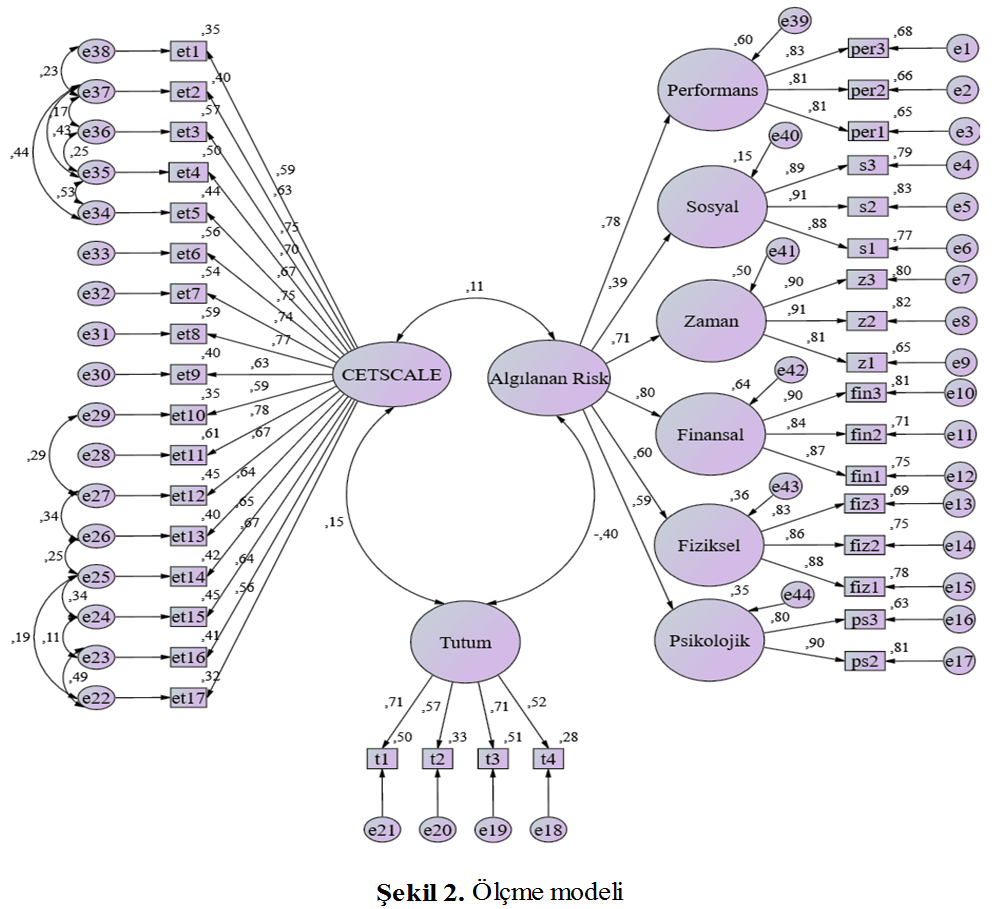 e38 et1 ,35
,23
e37 et2 ,40
,17
e36 et3 ,57
,43
,25
e35 et4 ,50
,44
,53
e34 et5 ,44
e33 et6 ,56
e32 et7 ,54
e31 et8 ,59
e30 et9 ,40
e29 et10 ,35
e28 et11 ,61
,29
e27 et12 ,45
,34
e26 et13 ,40
,25
e25 et14 ,42
,34
e24 et15 ,45
,19
,11
e23 et16 ,41
,49
e22 et17 ,32
,59
,63
,75
,70
,67
,75
,74
,77
,63
,59
,78
,67
,64
,65
,67
,64
,56
CETSCALE
,11
Algılanan Risk
,15
-,40
Tutum
,71 ,57 ,71 ,52
,50 ,33 ,51 ,28
t1 t2 t3 t4
e21 e20 e19 e18
,78
,39
,71
,80
,60
,59
e39
,60
Performans
,83 per3 ,68 e1
,81 per2 ,66 e2
,81 per1 ,65 e3
e40
,15
Sosyal
,89 s3 ,79 e4
,91 s2 ,83 e5
,88 s1 ,77 e6
e41
,50
Zaman
,90 z3 ,80 e7
,91 z2 ,82 e8
,81 z1 ,65 e9
e42
,64
Finansal
,90 fin3 ,81 e10
,84 fin2 ,71 e11
,87 fin1 ,75 e12
e43
,36
Fiziksel
,83 fiz3 ,69 e13
,86 fiz2 ,75 e14
,88 fiz1 ,78 e15
e44
,35
Psikolojik
,80 ps3 ,63 e16
,90 ps2 ,81 e17
Şekil 2. Ölçme modeli